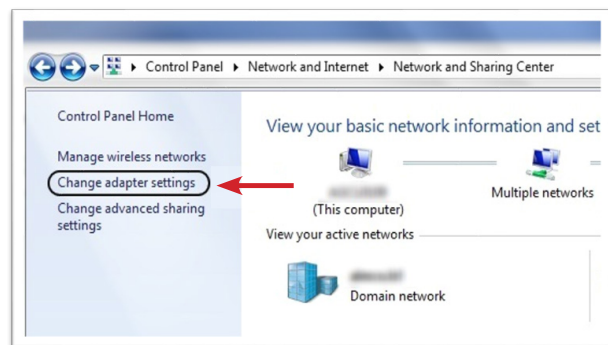 Control Panel Network and Internet Network and Sharing Center
Control Panel Home
Manage wireless networks
Change adapter settings
Change advanced sharing
settings
View your basic network information and set
(This computer)
Multiple networks
View your active networks
Domain network